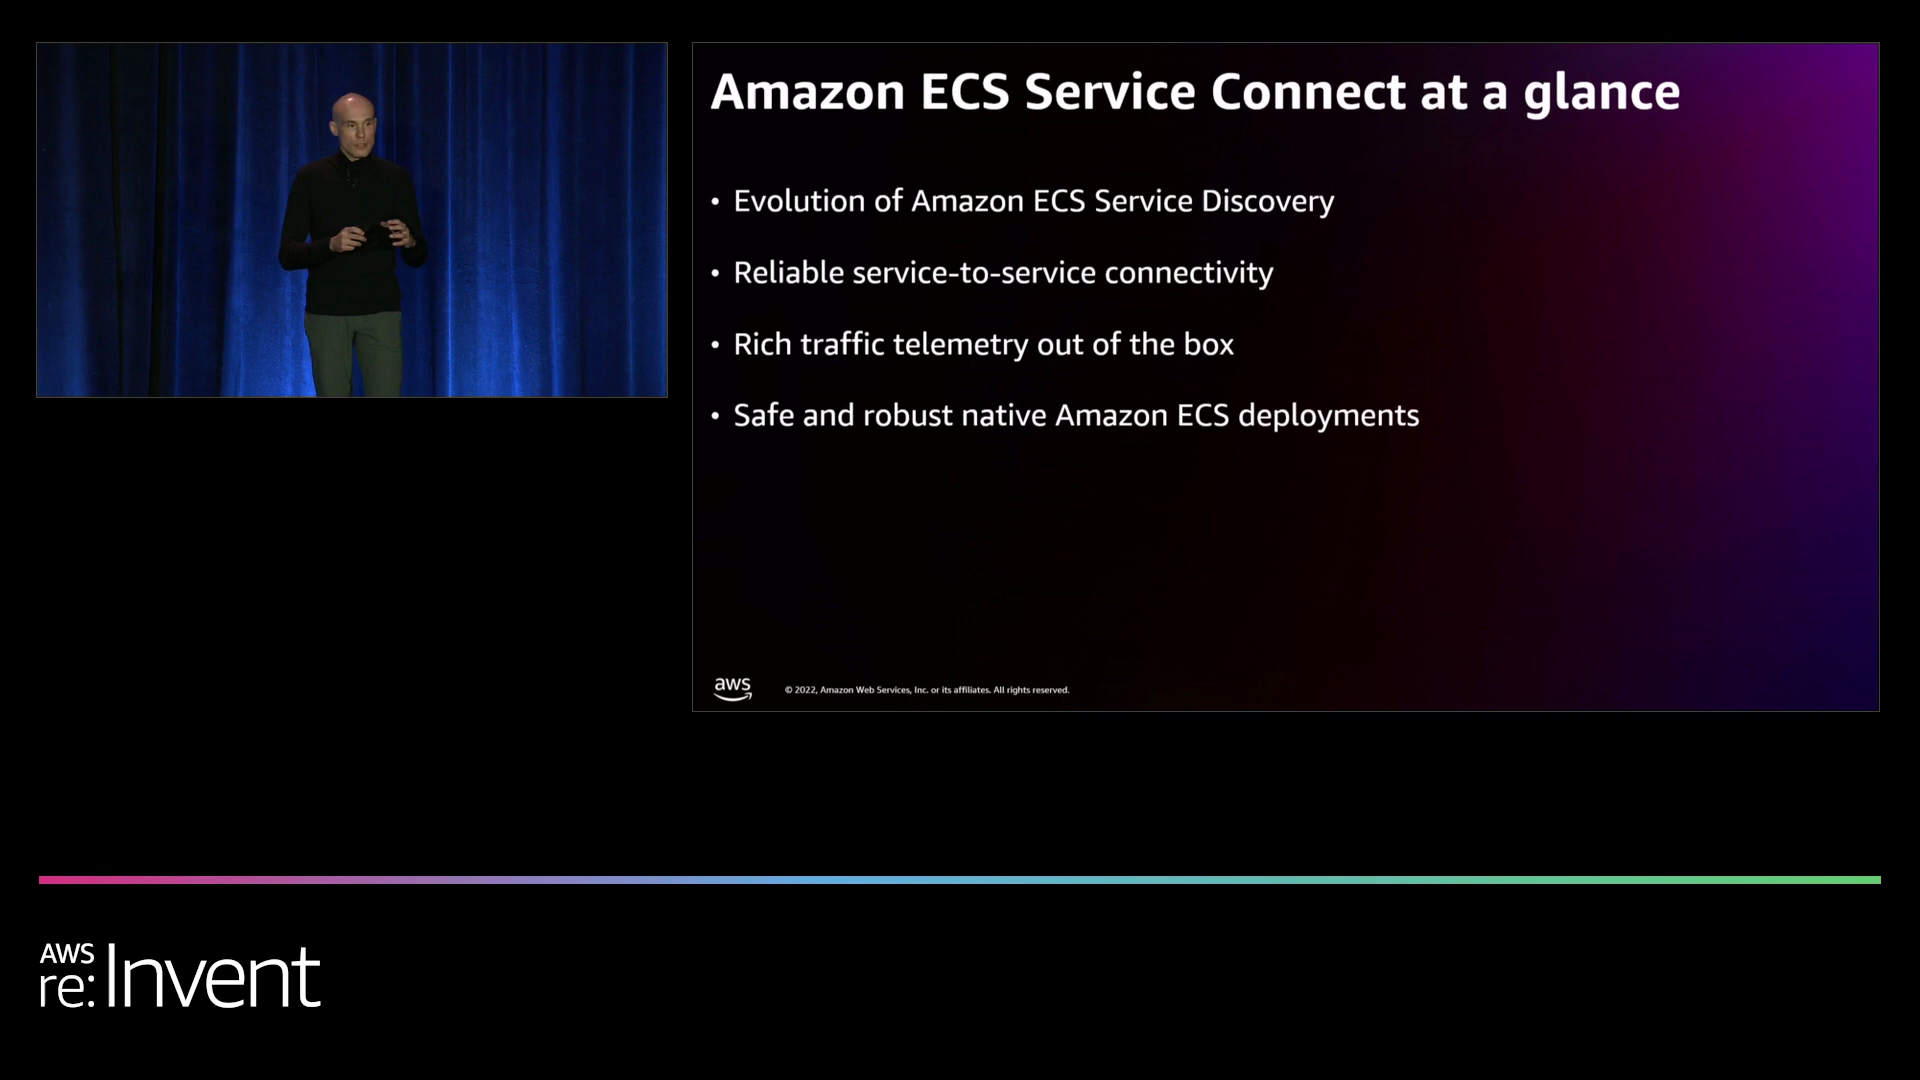 Amazon ECS Service Connect at a glance
• Evolution of Amazon ECS Service Discovery
• Reliable service-to-service connectivity
• Rich traffic telemetry out of the box
• Safe and robust native Amazon ECS deployments
aws
© 2022, Amazon Web Services, Inc. or its affiliates. All rights reserved.
AWS
re:Invent